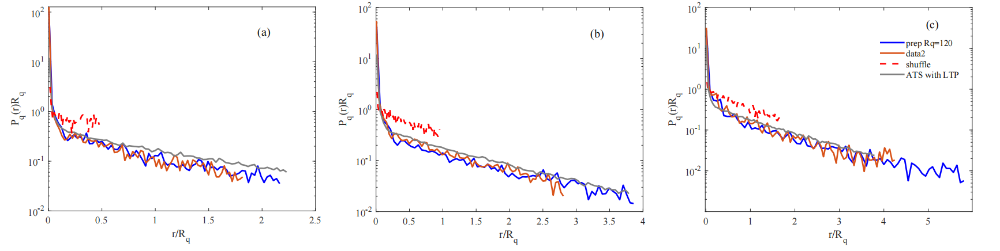 (a)
10^2
10^1
10^0
10^-1
10^-2
P_q(r)R_q
0 0.5 1 1.5 2 2.5
r/R_q
(b)
10^2
10^1
10^0
10^-1
10^-2
P_q(r)R_q
0 0.5 1 1.5 2 2.5 3 3.5 4
r/R_q
(c)
prep Rq=120
data2
shuffle
ATS with LTP
10^2
10^1
10^0
10^-1
10^-2
P_q(r)R_q
0 1 2 3 4 5
r/R_q